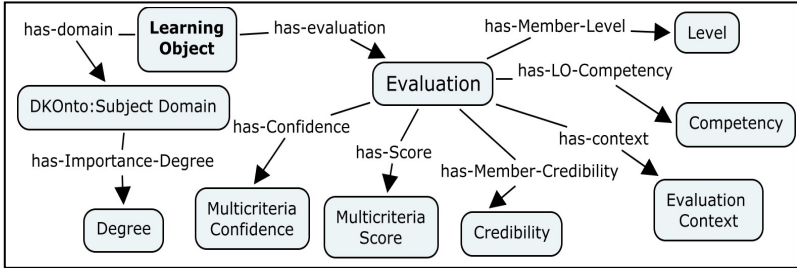 has-domain
Learning
Object
has-evaluation
has-Member-Level
Level
DKOnto:Subject Domain
Evaluation
has-LO-Competency
Competency
has-Importance-Degree
has-Confidence
has-Score
has-Member-Credibility
has-context
Degree
Multicriteria
Confidence
Multicriteria
Score
Credibility
Evaluation
Context